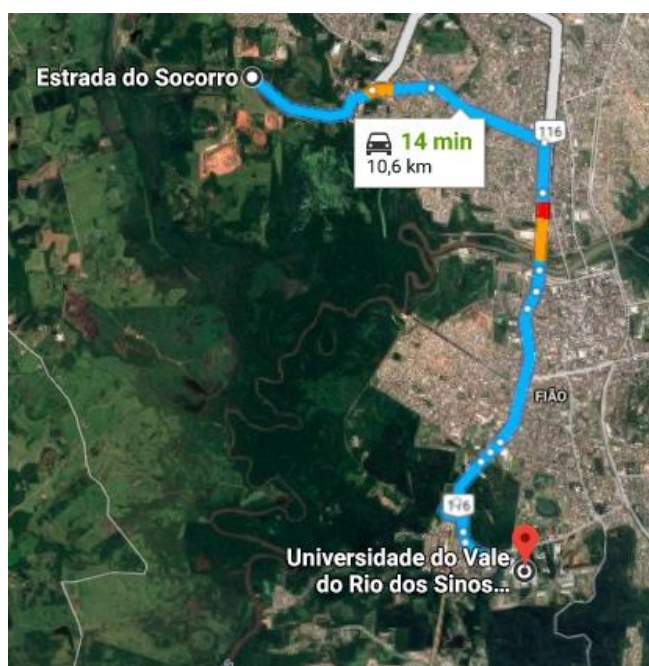 Estrada do Socorro
116
14 min
10,6 km
FIÃO
116
Universidade do Vale
do Rio dos Sinos...